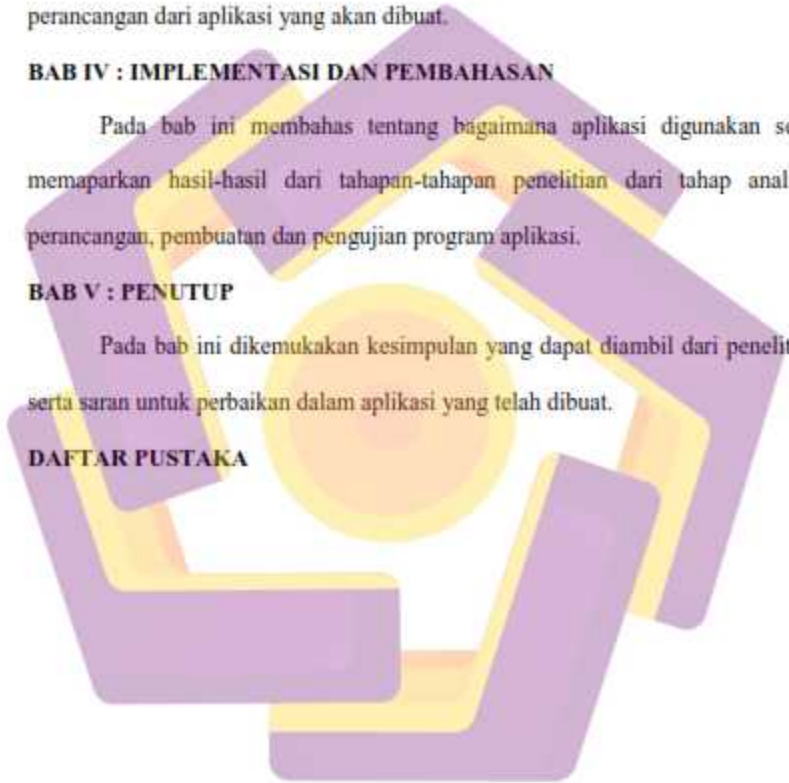 perancangan dari aplikasi yang akan dibuat.
BAB IV : IMPLEMENTASI DAN PEMBAHASAN
Pada bab ini membahas tentang bagaimana aplikasi digunakan
memaparkan hasil-hasil dari tahapan-tahapan penelitian dari tahap
perancangan, pembuatan dan pengujian program aplikasi.
BAB V : PENUTUP
Pada bab ini dikemukakan kesimpulan yang dapat diambil dari
serta saran untuk perbaikan dalam aplikasi yang telah dibuat.
DAFTAR PUSTAKA